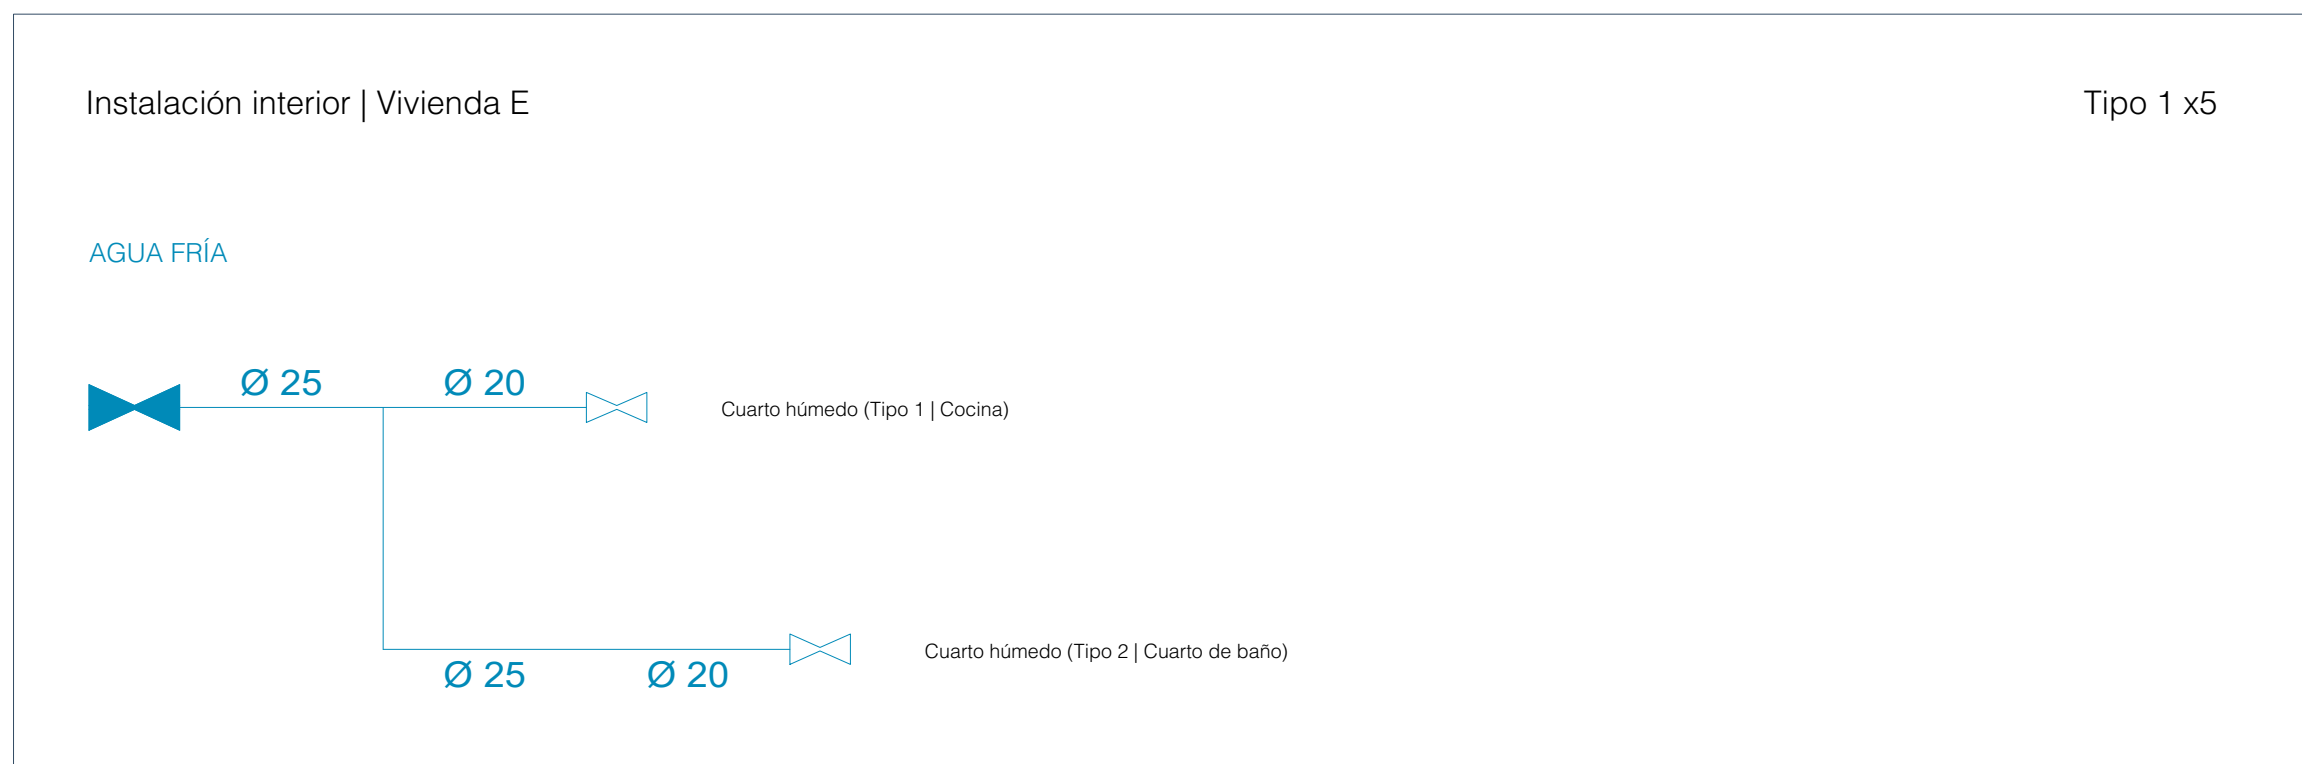 Instalación interior | Vivienda E
Tipo 1 x5
AGUA FRÍA
Ø 25
Ø 20
Cuarto húmedo (Tipo 1 | Cocina)
Cuarto húmedo (Tipo 2 | Cuarto de baño)
Ø 25
Ø 20